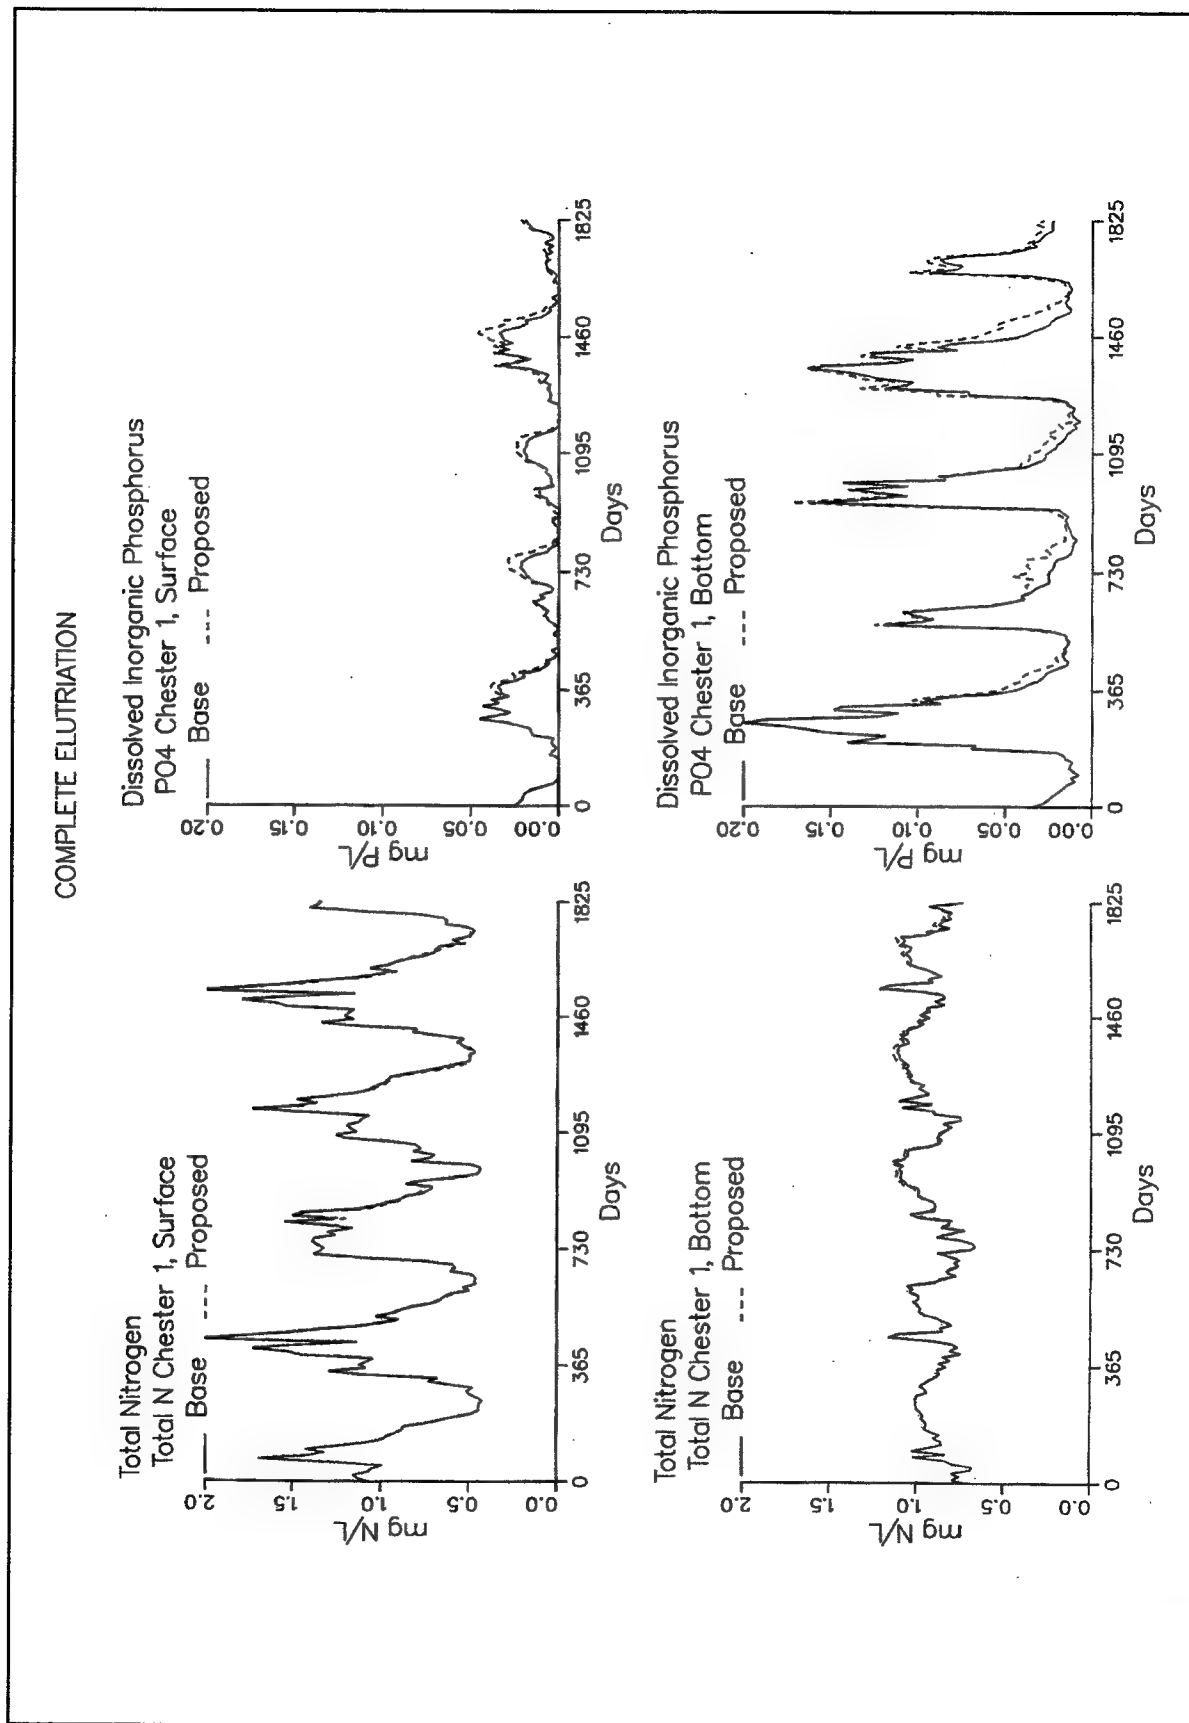 COMPLETE ELUTRIATION
Total Nitrogen
Total N Chester 1, Surface
Base --- Proposed
mg N/L
2.0
1.5
1.0
0.5
0.0
0 365 730 1095 1460 1825
Days
Dissolved Inorganic Phosphorus
PO4 Chester 1, Surface
Base --- Proposed
mg P/L
0.20
0.15
0.10
0.05
0.00
0 365 730 1095 1460 1825
Days
Total Nitrogen
Total N Chester 1, Bottom
Base --- Proposed
mg N/L
2.0
1.5
1.0
0.5
0.0
0 365 730 1095 1460 1825
Days
Dissolved Inorganic Phosphorus
PO4 Chester 1, Bottom
Base --- Proposed
mg P/L
0.20
0.15
0.10
0.05
0.00
0 365 730 1095 1460 1825
Days